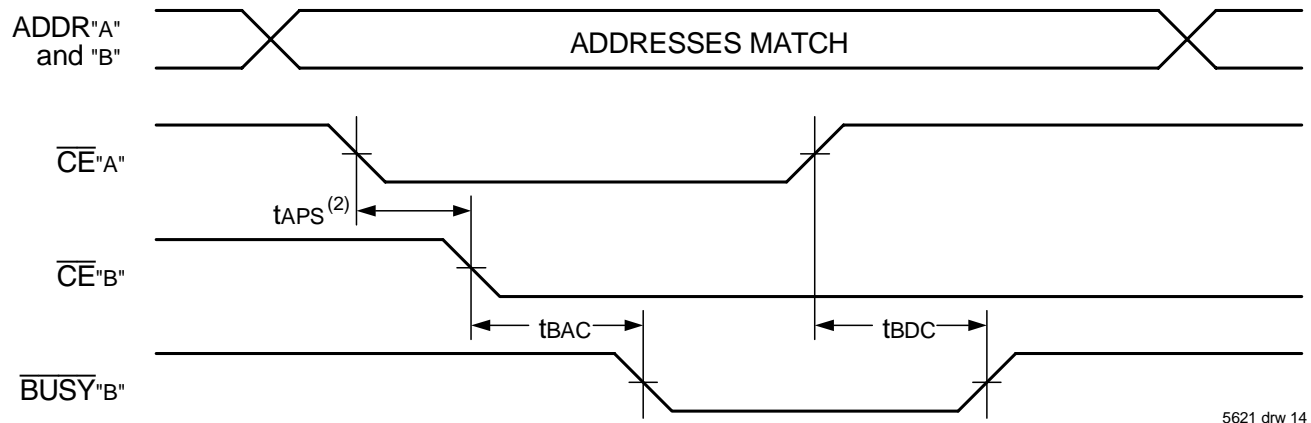 ADDR"A"
and "B"
ADDRESSES MATCH
CE"A"
tAPS(2)
CE"B"
tBAC
tBDC
BUSY"B"
5621 drw 14